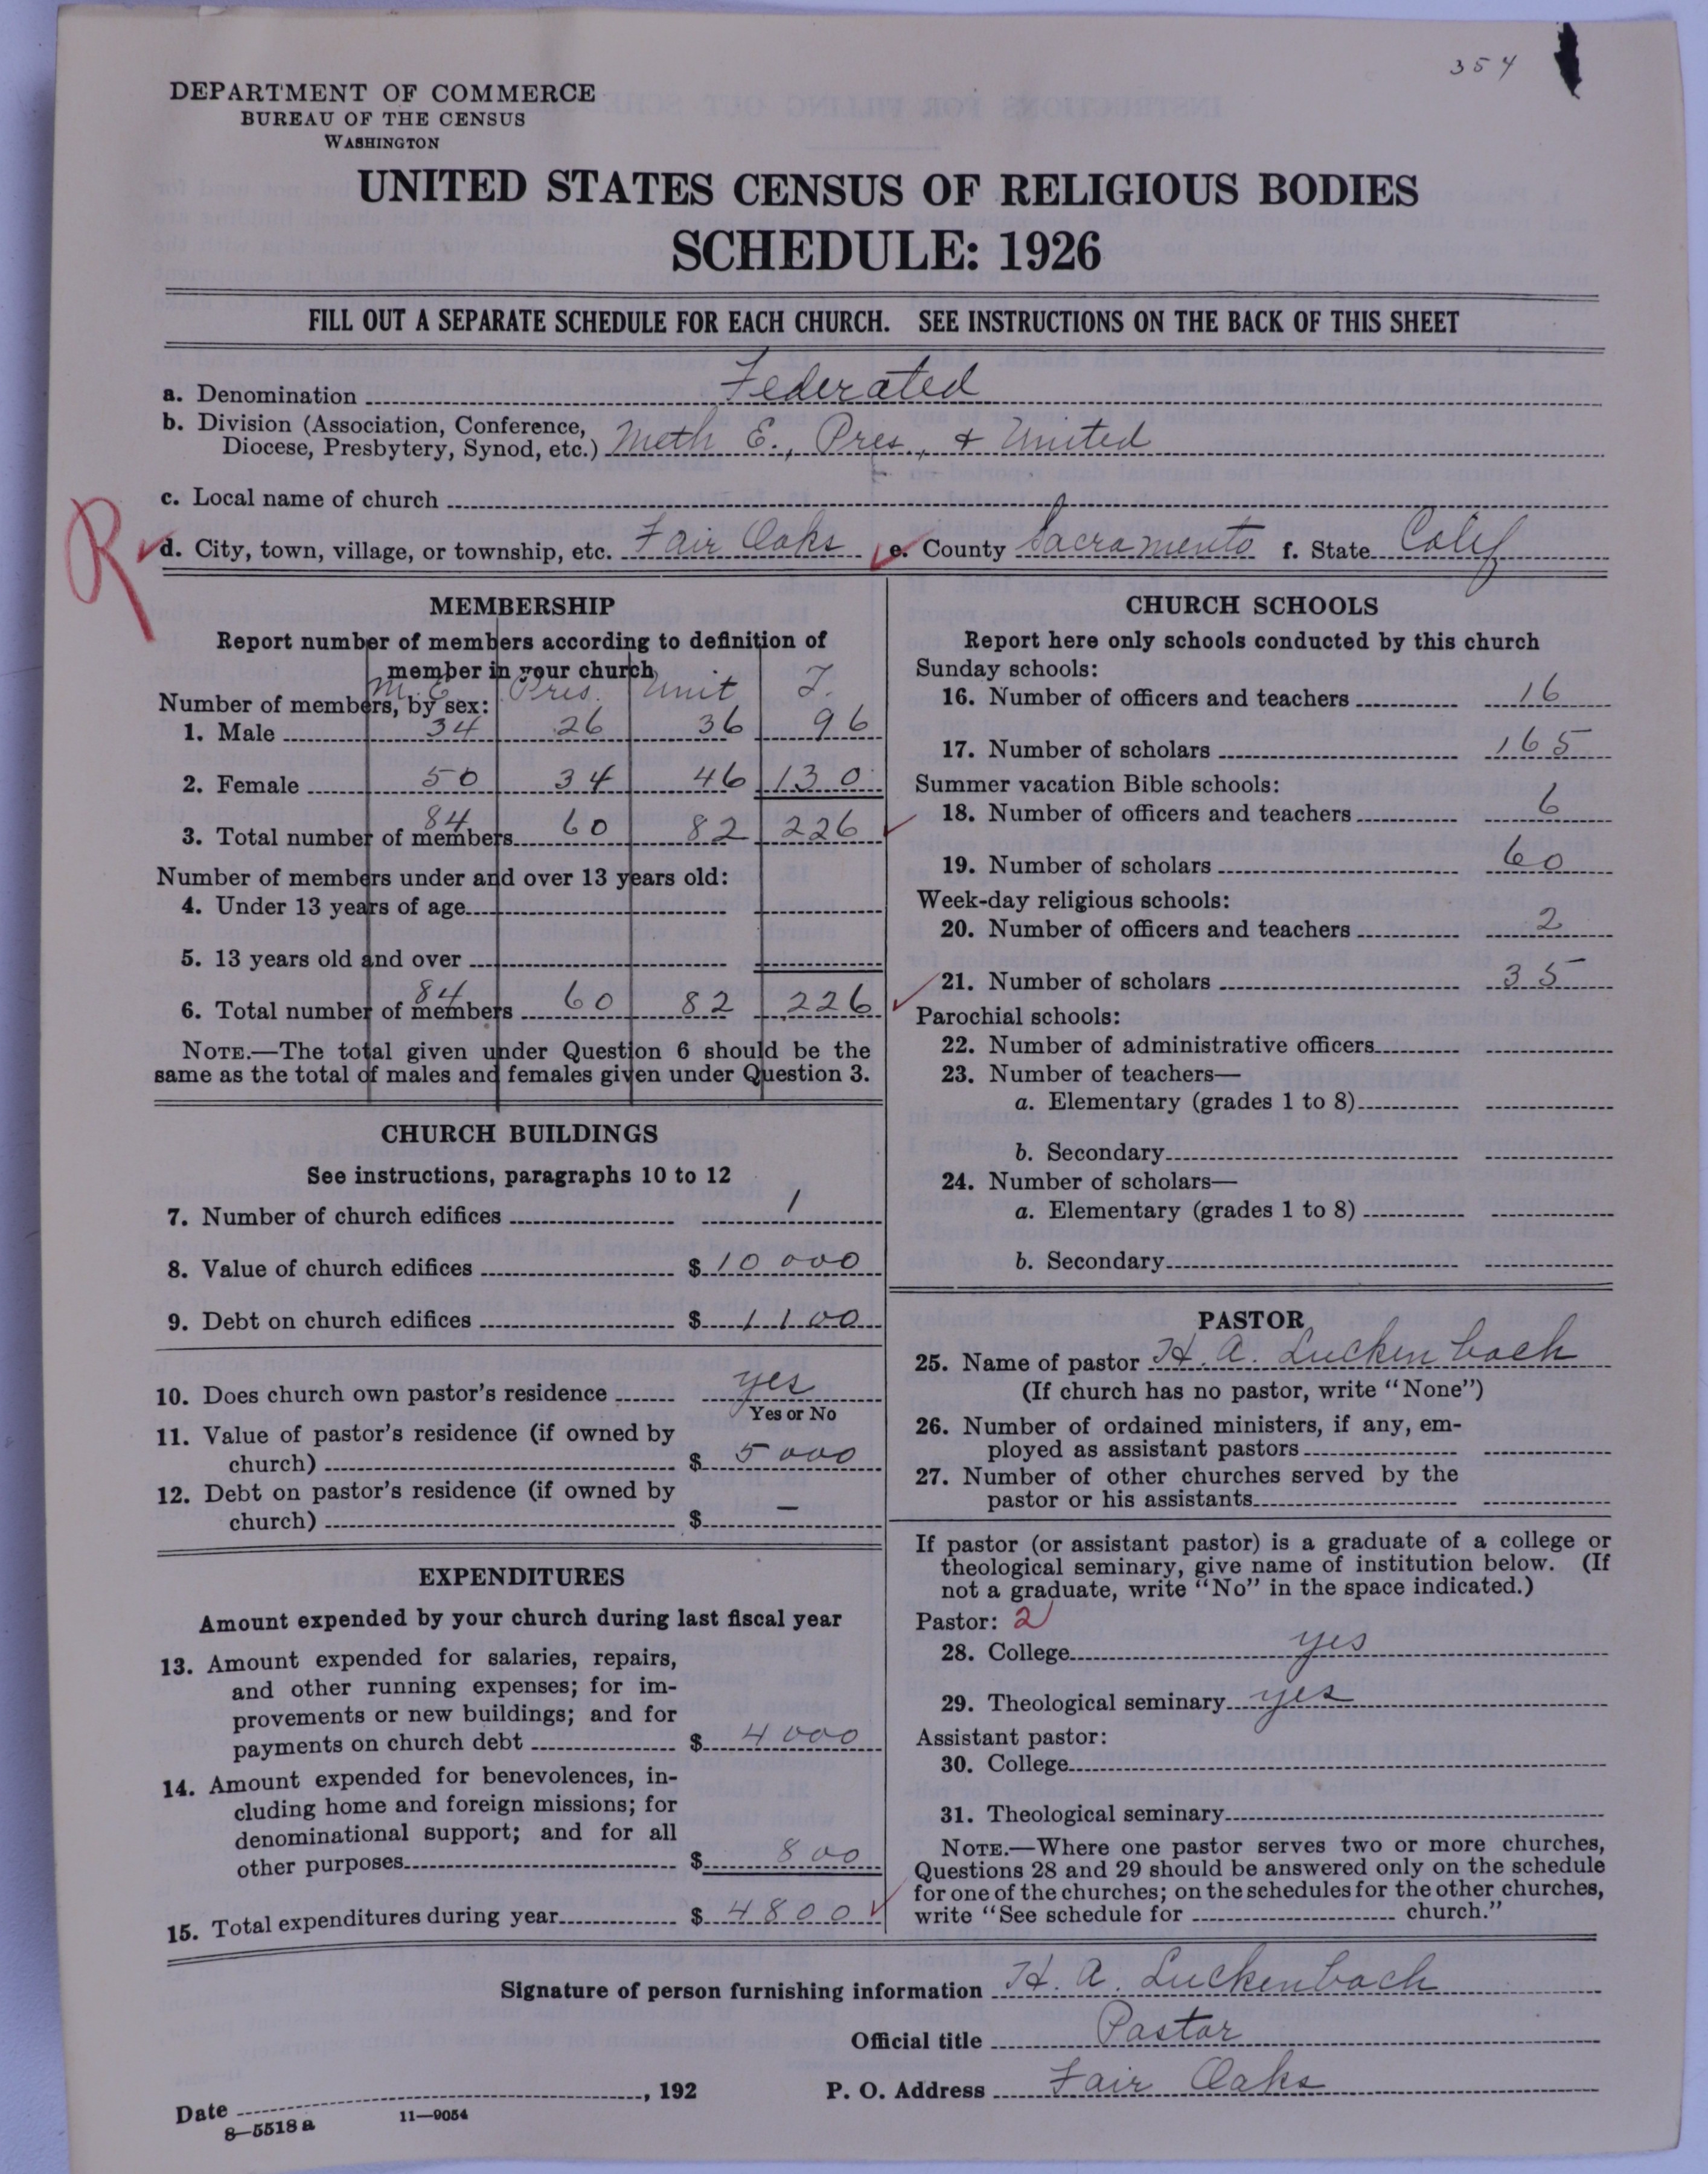 354
DEPARTMENT OF COMMERCE
BUREAU OF THE CENSUS
WASHINGTON
UNITED STATES CENSUS OF RELIGIOUS BODIES
SCHEDULE: 1926
FILL OUT A SEPARATE SCHEDULE FOR EACH CHURCH. SEE INSTRUCTIONS ON THE BACK OF THIS SHEET
a. Denomination Federated
b. Division (Association, Conference,
Diocese, Presbytery, Synod, etc.) Meth E., Pres., & United
c. Local name of church
R
d. City, town, village, or township, etc. Fair Oaks e. County Sacramento f. State Calif
MEMBERSHIP
Report number of members according to definition of
member in your church
M. E. Pres. Unit T.
Number of members, by sex:
1. Male 34 26 36 96
2. Female 50 34 46 130
3. Total number of members 84 60 82 226
Number of members under and over 13 years old:
4. Under 13 years of age
5. 13 years old and over
6. Total number of members 84 60 82 226
NOTE.—The total given under Question 6 should be the
same as the total of males and females given under Question 3.
CHURCH BUILDINGS
See instructions, paragraphs 10 to 12
7. Number of church edifices 1
8. Value of church edifices $ 10 000
9. Debt on church edifices $ 1100
10. Does church own pastor's residence yes
Yes or No
11. Value of pastor's residence (if owned by
church) $ 5 000
12. Debt on pastor's residence (if owned by
church) $ —
EXPENDITURES
Amount expended by your church during last fiscal year
13. Amount expended for salaries, repairs,
and other running expenses; for im-
provements or new buildings; and for
payments on church debt $ 4 000
14. Amount expended for benevolences, in-
cluding home and foreign missions; for
denominational support; and for all
other purposes $ 800
15. Total expenditures during year $ 4800
CHURCH SCHOOLS
Report here only schools conducted by this church
Sunday schools:
16. Number of officers and teachers 16
17. Number of scholars 165
Summer vacation Bible schools:
18. Number of officers and teachers 6
19. Number of scholars 60
Week-day religious schools:
20. Number of officers and teachers 2
21. Number of scholars 35
Parochial schools:
22. Number of administrative officers
23. Number of teachers—
a. Elementary (grades 1 to 8)
b. Secondary
24. Number of scholars—
a. Elementary (grades 1 to 8)
b. Secondary
PASTOR
25. Name of pastor H. A. Luckenbach
(If church has no pastor, write "None")
26. Number of ordained ministers, if any, em-
ployed as assistant pastors
27. Number of other churches served by the
pastor or his assistants
If pastor (or assistant pastor) is a graduate of a college or
theological seminary, give name of institution below. (If
not a graduate, write "No" in the space indicated.)
Pastor: 2
28. College yes
29. Theological seminary yes
Assistant pastor:
30. College
31. Theological seminary
NOTE.—Where one pastor serves two or more churches,
Questions 28 and 29 should be answered only on the schedule
for one of the churches; on the schedules for the other churches,
write "See schedule for church."
Signature of person furnishing information H. A. Luckenbach
Official title Pastor
Date , 192 P. O. Address Fair Oaks
8—5518 a 11—9054